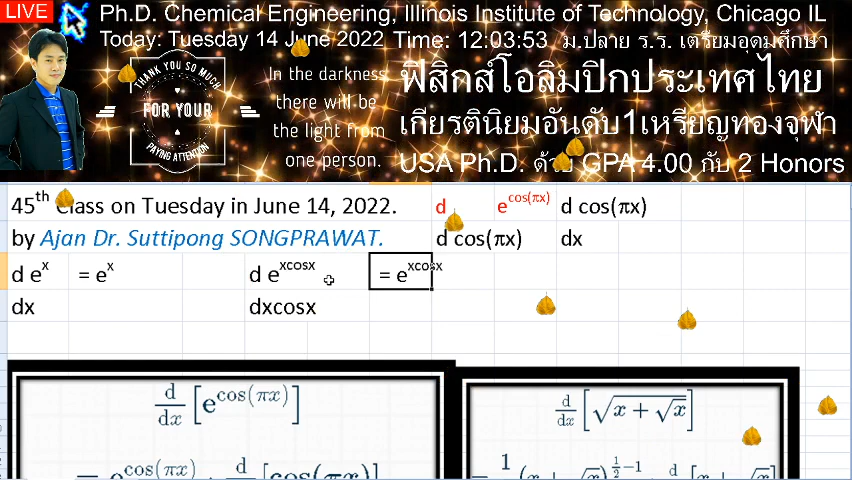 LIVE
Ph.D. Chemical Engineering, Illinois Institute of Technology, Chicago IL
Today: Tuesday 14 June 2022 Time: 12:03:53 ม.ปลาย ร.ร. เตรียมอุดมศึกษา
THANK YOU SO MUCH
FOR YOUR
PAYING ATTENTION
In the darkness
there will be
the light from
one person.
ฟิสิกส์โอลิมปิกประเทศไทย
เกียรตินิยมอันดับ1เหรียญทองจุฬา
USA Ph.D. ด้วย GPA 4.00 กับ 2 Honors
45th Class on Tuesday in June 14, 2022.
by Ajan Dr. Suttipong SONGPRAWAT.
d e^cos(πx) d cos(πx)
d cos(πx) dx
d e^x = e^x d e^xcosx = e^xcosx
dx dxcosx
d/dx [e^cos(πx)]
= e^cos(πx) · d/dx [cos(πx)]
d/dx [√(x + √x)]
= 1/2 (x + √x)^(1/2 − 1) · d/dx [x + √x]